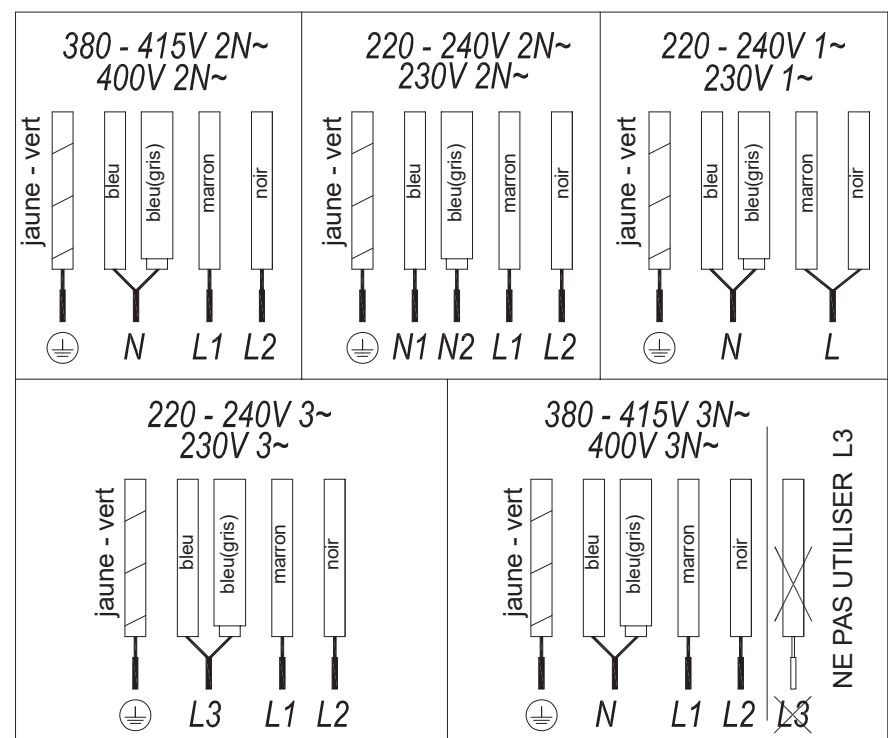 380 - 415V 2N~
400V 2N~
jaune - vert
bleu
bleu(gris)
marron
noir
N
L1
L2
220 - 240V 2N~
230V 2N~
jaune - vert
bleu
bleu(gris)
marron
noir
N1
N2
L1
L2
220 - 240V 1~
230V 1~
jaune - vert
bleu
bleu(gris)
marron
noir
N
L
220 - 240V 3~
230V 3~
jaune - vert
bleu
bleu(gris)
marron
noir
L3
L1
L2
380 - 415V 3N~
400V 3N~
jaune - vert
bleu
bleu(gris)
marron
noir
N
L1
L2
L3
NE PAS UTILISER L3